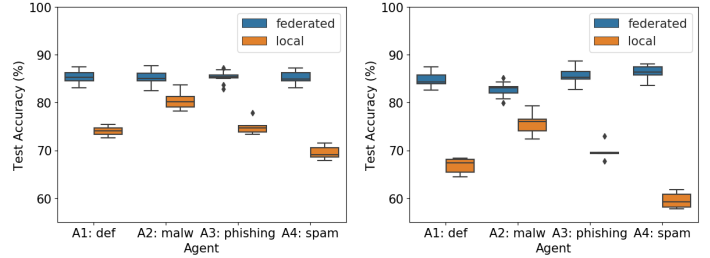 100
90
80
70
60
Test Accuracy (%)
federated
local
A1: def A2: malw A3: phishing A4: spam
Agent
100
90
80
70
60
Test Accuracy (%)
federated
local
A1: def A2: malw A3: phishing A4: spam
Agent